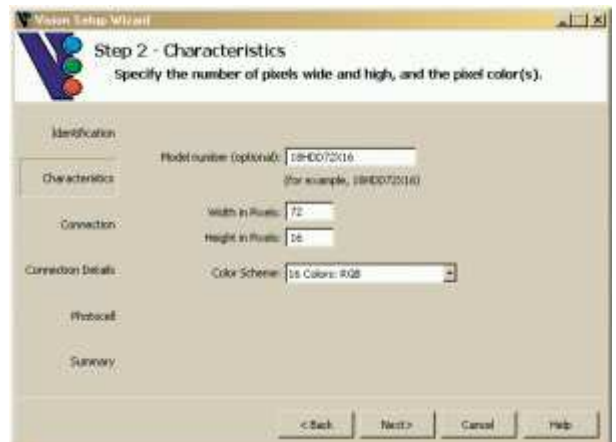 Vision Setup Wizard
Step 2 - Characteristics
Specify the number of pixels wide and high, and the pixel color(s).
Identification
Model number (optional): 18HDD72X16
Characteristics
(for example, 18HDD72X16)
Width in Pixels: 72
Connection
Height in Pixels: 16
Connection Details
Color Scheme: 16 Colors: RGB
Photocell
Summary
< Back
Next >
Cancel
Help